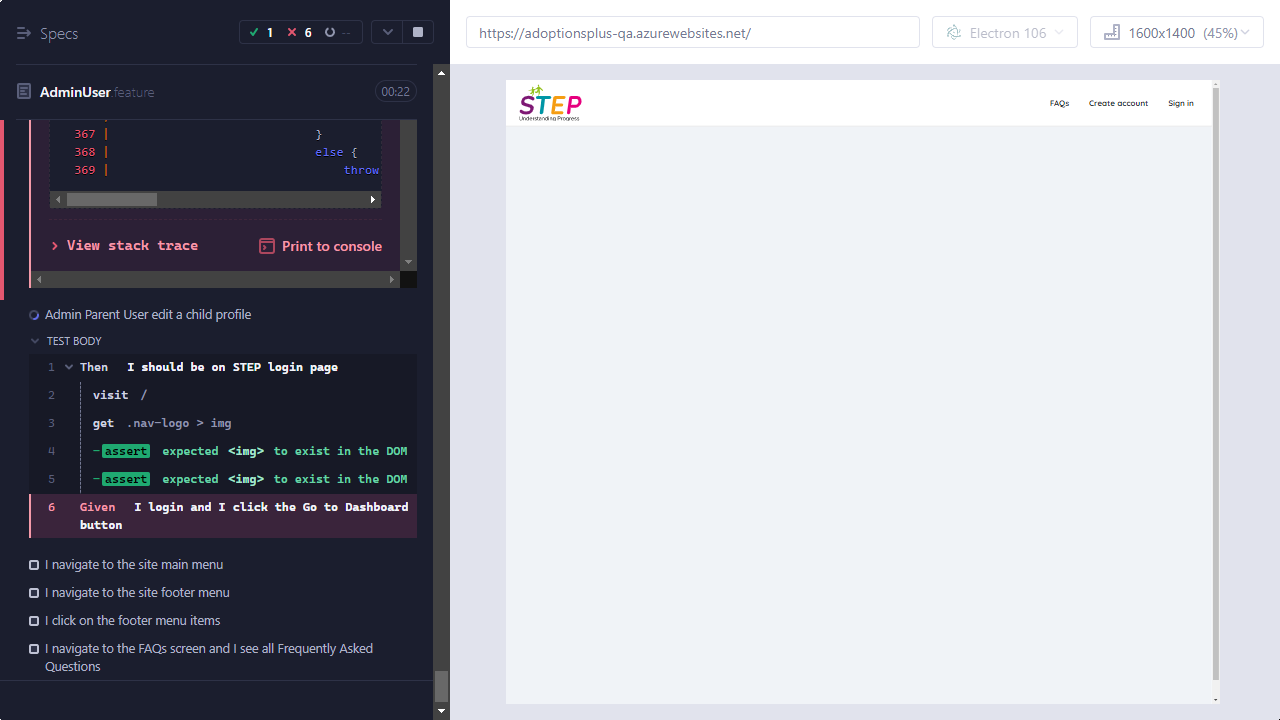 Specs
1
6
--
https://adoptionsplus-qa.azurewebsites.net/
Electron 106
1600x1400 (45%)
AdminUser.feature
00:22
367 | }
368 | else {
369 | throw
View stack trace
Print to console
Admin Parent User edit a child profile
TEST BODY
1 Then I should be on STEP login page
2 visit /
3 get .nav-logo > img
4 -assert expected <img> to exist in the DOM
5 -assert expected <img> to exist in the DOM
6 Given I login and I click the Go to Dashboard
button
I navigate to the site main menu
I navigate to the site footer menu
I click on the footer menu items
I navigate to the FAQs screen and I see all Frequently Asked
Questions
STEP
Understanding Progress
FAQs
Create account
Sign in